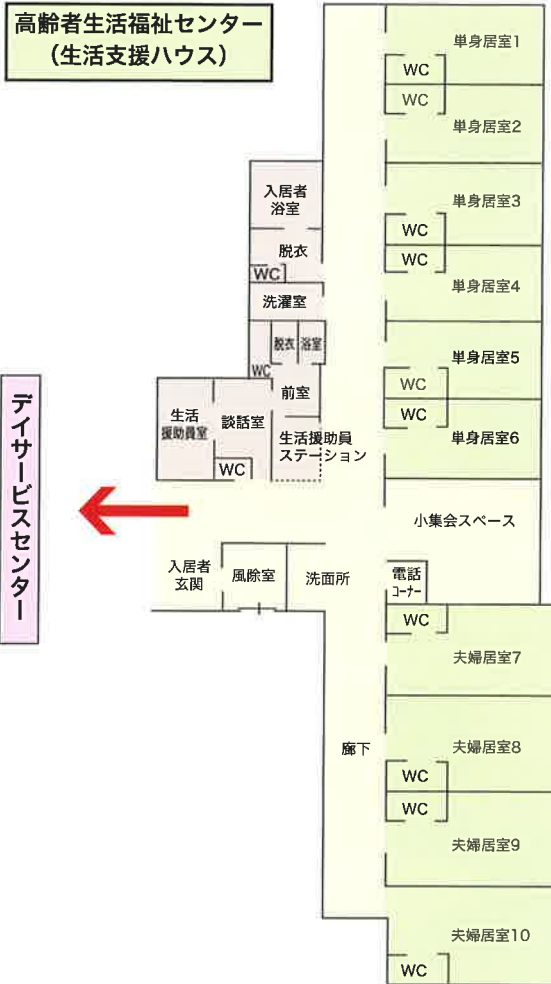 高齢者生活福祉センター
（生活支援ハウス）
単身居室1
WC
WC
単身居室2
入居者
浴室
単身居室3
WC
脱衣
WC
WC
単身居室4
洗濯室
脱衣
浴室
単身居室5
WC
前室
WC
生活
援助員室
談話室
WC
生活援助員
ステーション
単身居室6
WC
デイサービスセンター
小集会スペース
入居者
玄関
風除室
洗面所
電話
コーナー
WC
夫婦居室7
廊下
夫婦居室8
WC
WC
夫婦居室9
夫婦居室10
WC